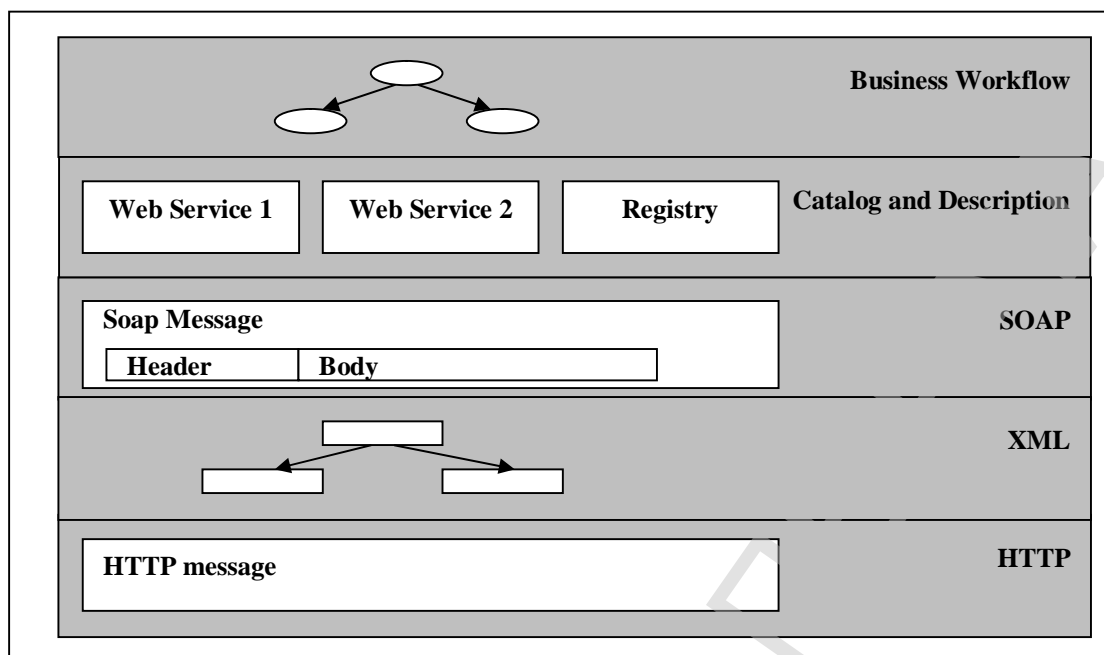 Business Workflow
Web Service 1 Web Service 2 Registry Catalog and Description
Soap Message SOAP
Header Body
XML
HTTP message HTTP